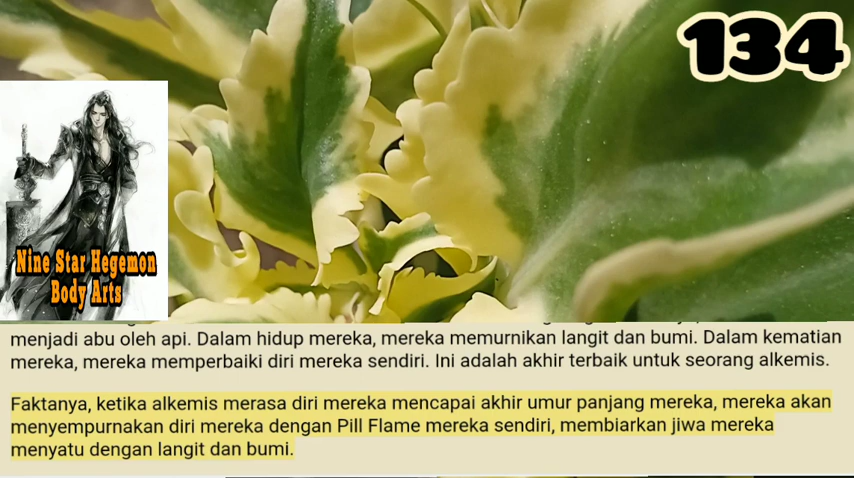 134
Nine Star Hegemon
Body Arts
menjadi abu oleh api. Dalam hidup mereka, mereka memurnikan langit dan bumi. Dalam kematian
mereka, mereka memperbaiki diri mereka sendiri. Ini adalah akhir terbaik untuk seorang alkemis.
Faktanya, ketika alkemis merasa diri mereka mencapai akhir umur panjang mereka, mereka akan
menyempurnakan diri mereka dengan Pill Flame mereka sendiri, membiarkan jiwa mereka
menyatu dengan langit dan bumi.